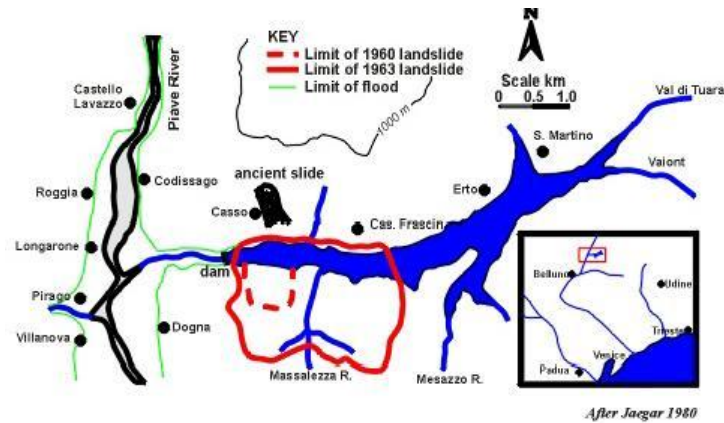 KEY
Limit of 1960 landslide
Limit of 1963 landslide
Limit of flood
N
Scale km
0 0.5 1.0
Castello
Lavazzo
Piave River
1000 m
Val di Tuara
S. Martino
Vaiont
ancient slide
Codissago
Roggia
Casso
Erto
Cas. Frascin
Longarone
dam
Pirago
Villanova
Dogna
Massalezza R.
Mesazzo R.
Belluno
Udine
Trieste
Venice
Padua
After Jaegar 1980